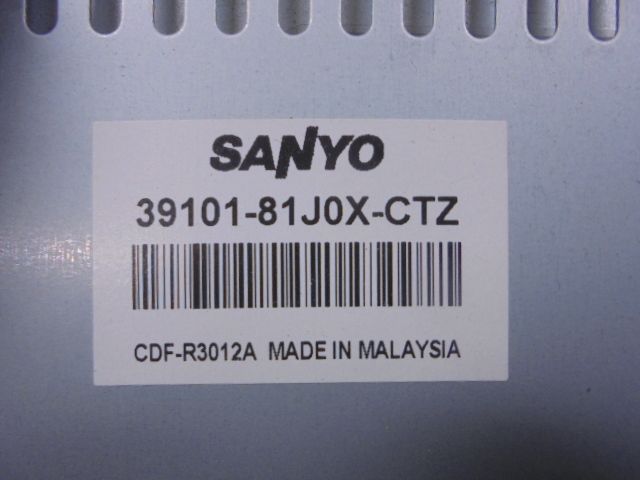 SANYO
39101-81J0X-CTZ
CDF-R3012A MADE IN MALAYSIA